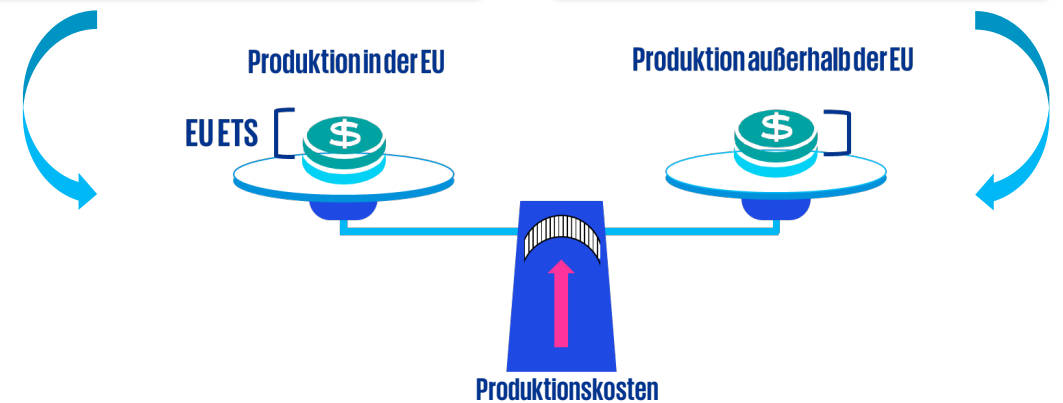 Produktion in der EU
Produktion außerhalb der EU
EU ETS
$
$
Produktionskosten